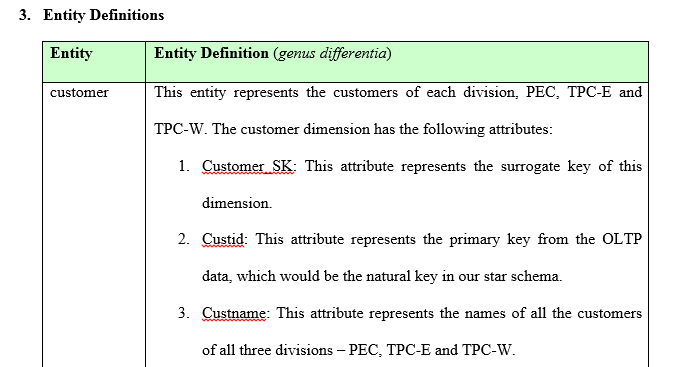 3. Entity Definitions
Entity
Entity Definition (genus differentia)
customer
This entity represents the customers of each division, PEC, TPC-E and
TPC-W. The customer dimension has the following attributes:
1. Customer_SK: This attribute represents the surrogate key of this
dimension.
2. Custid: This attribute represents the primary key from the OLTP
data, which would be the natural key in our star schema.
3. Custname: This attribute represents the names of all the customers
of all three divisions – PEC, TPC-E and TPC-W.